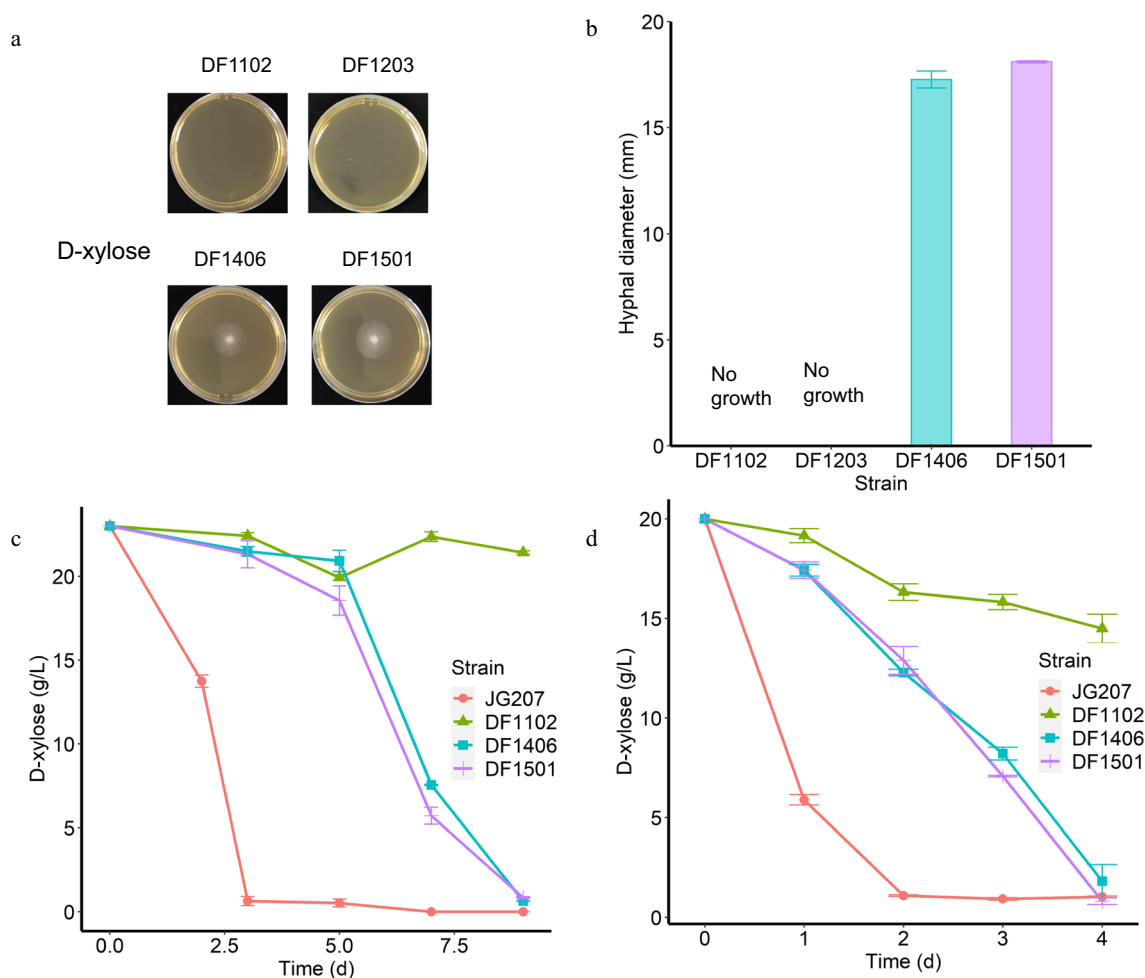 a
DF1102
DF1203
D-xylose
DF1406
DF1501
b
20
15
10
5
0
Hyphal diameter (mm)
No
growth
No
growth
DF1102
DF1203
DF1406
DF1501
Strain
c
20
15
10
5
0
D-xylose (g/L)
Strain
JG207
DF1102
DF1406
DF1501
0.0
2.5
5.0
7.5
Time (d)
d
20
15
10
5
0
D-xylose (g/L)
Strain
JG207
DF1102
DF1406
DF1501
0
1
2
3
4
Time (d)